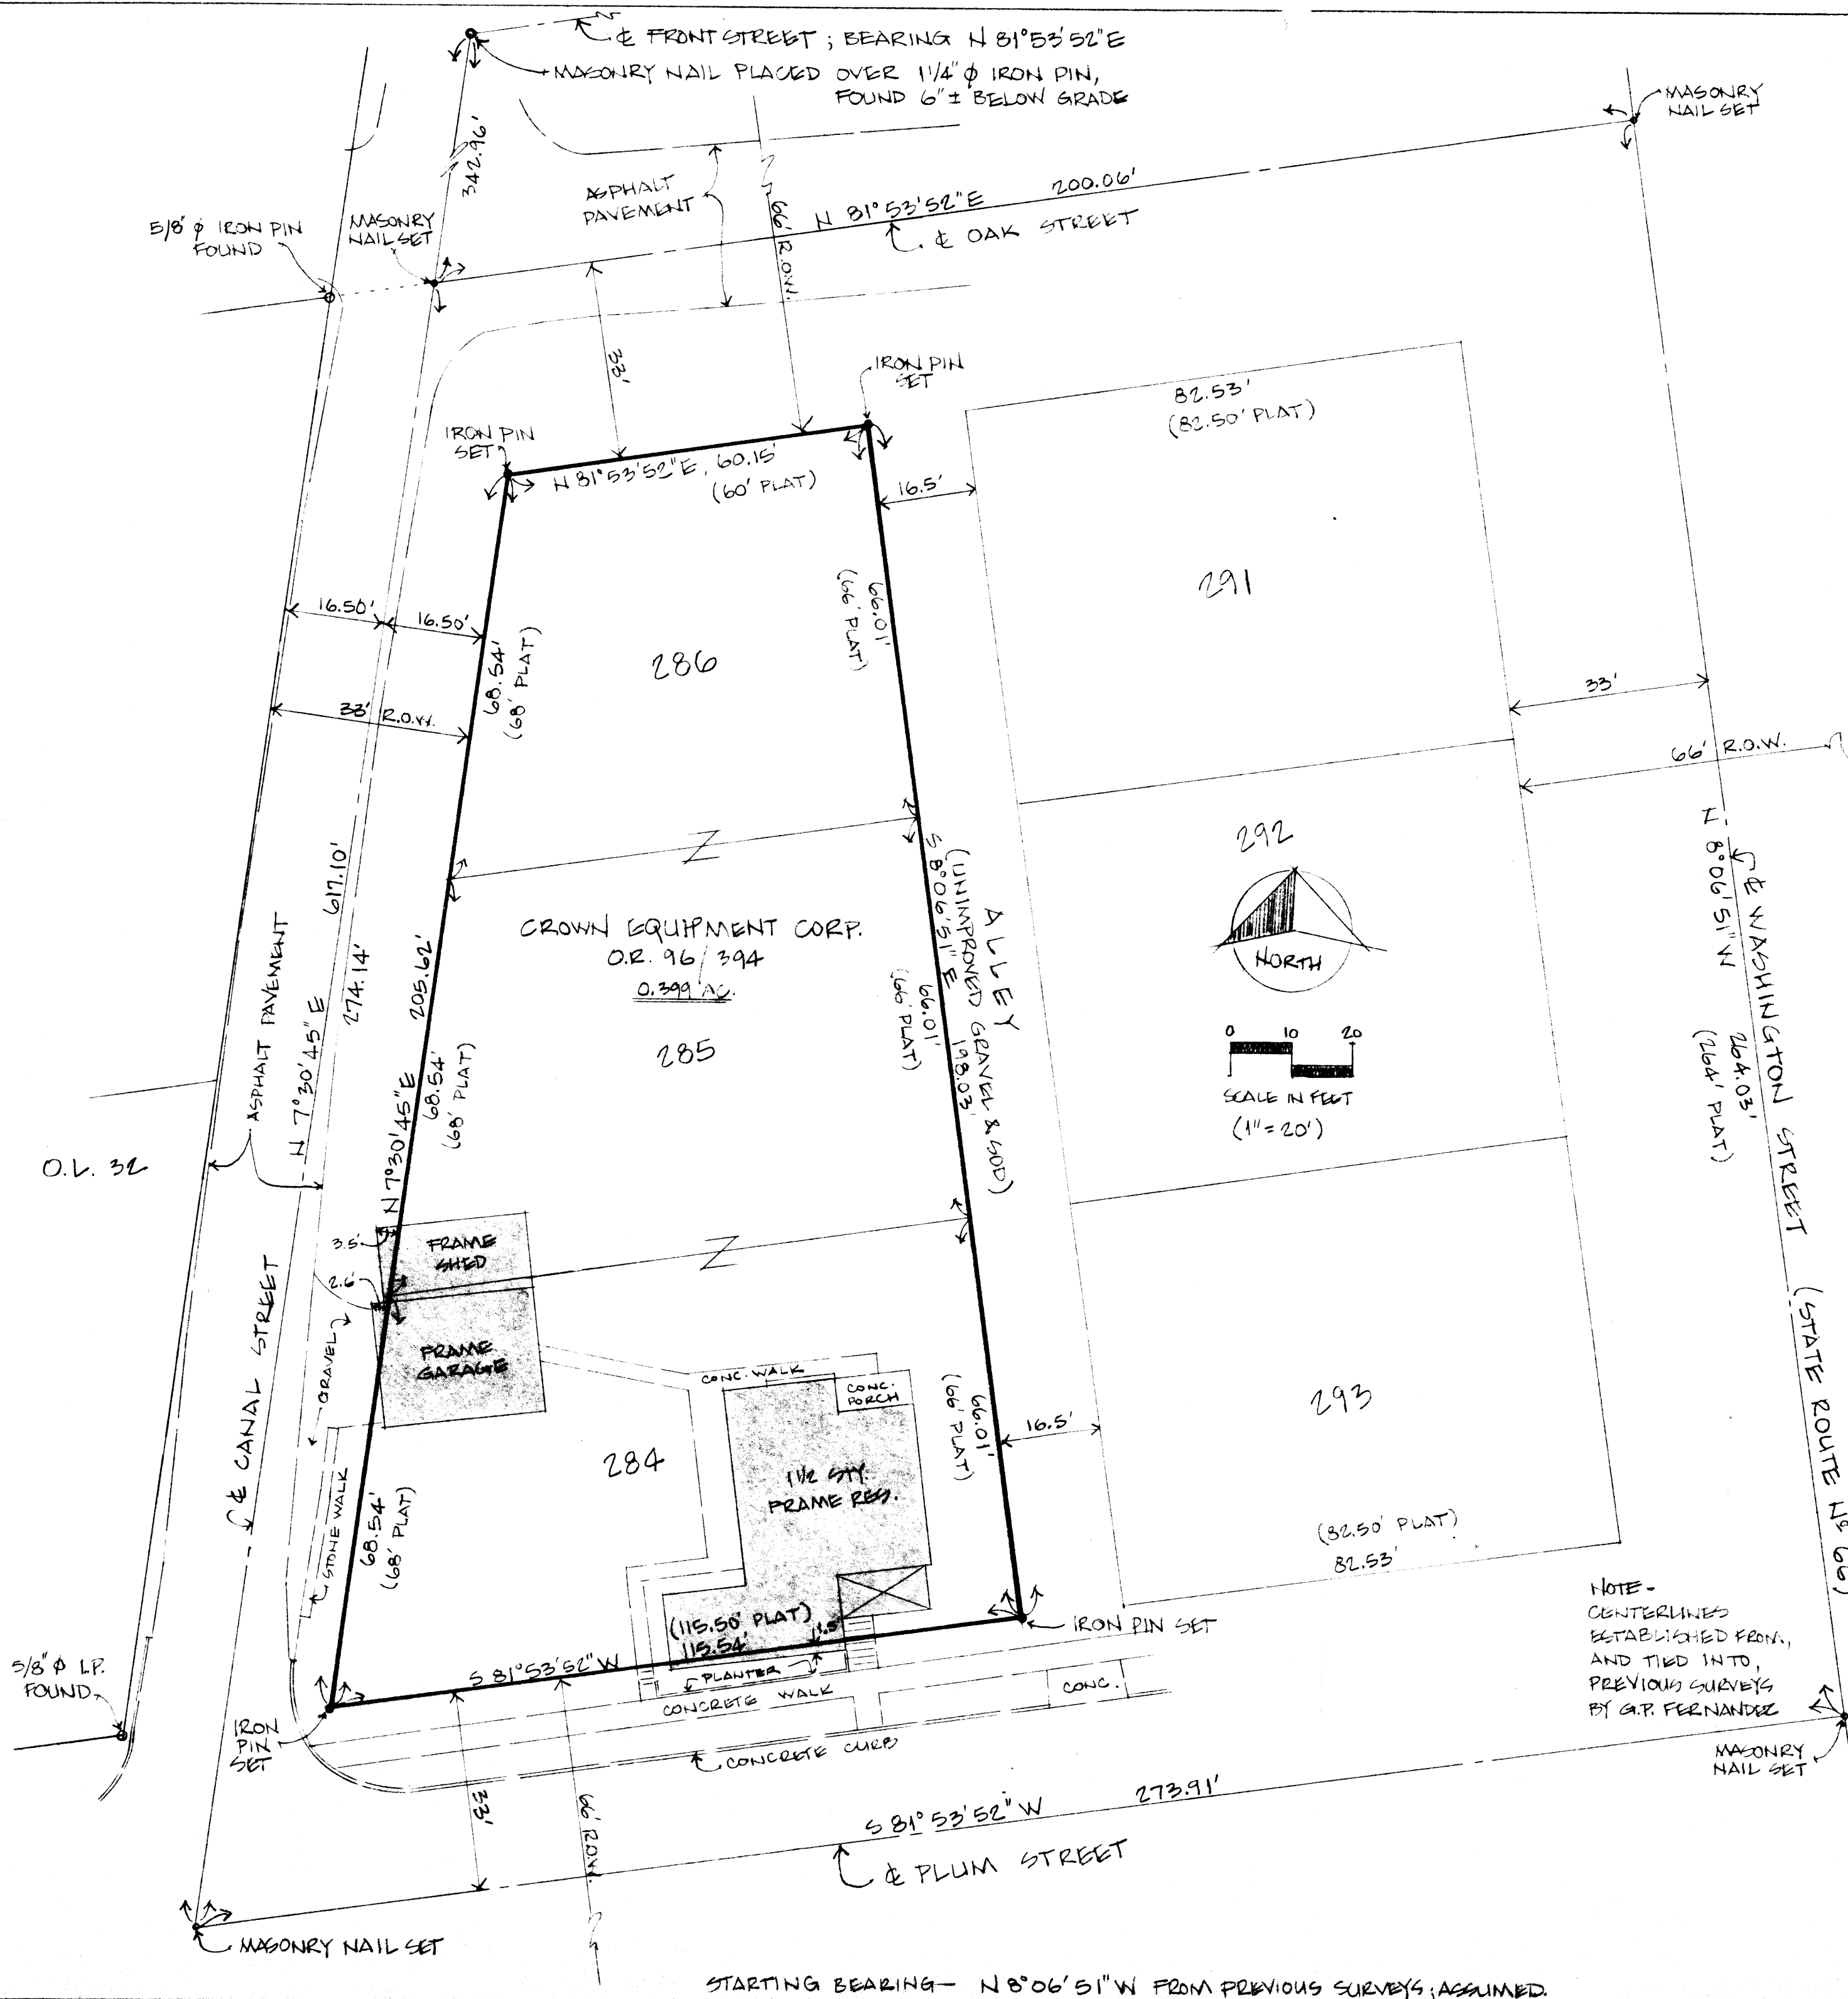 ℄ FRONT STREET ; BEARING N 81°53'52"E
MASONRY NAIL PLACED OVER 1 1/4" φ IRON PIN,
FOUND 6" ± BELOW GRADE
MASONRY
NAIL SET
342.96'
ASPHALT
PAVEMENT
66' R.O.W.
N 81°53'52"E 200.06'
℄ OAK STREET
5/8" φ IRON PIN
FOUND
MASONRY
NAIL SET
33'
IRON PIN
SET
IRON PIN
SET
N 81°53'52"E, 60.15'
(60' PLAT)
16.5'
82.53'
(82.50' PLAT)
291
66.01'
(66' PLAT)
16.50'
16.50'
68.54'
(68' PLAT)
286
33' R.O.W.
33'
66' R.O.W.
292
NORTH
0 10 20
SCALE IN FEET
(1"=20')
℄ WASHINGTON STREET (STATE ROUTE Nº 66)
N 8°06'51"W 264.03'
(264' PLAT)
ALLEY
(UNIMPROVED GRAVEL & SOD)
S 8°06'51"E 198.03'
66.01'
(66' PLAT)
CROWN EQUIPMENT CORP.
O.R. 96/394
0.399 AC.
285
617.10'
274.14'
N 7°30'45"E
205.62'
N 7°30'45"E
68.54'
(68' PLAT)
ASPHALT PAVEMENT
O.L. 32
℄ CANAL STREET
3.5'
2.6'
FRAME
SHED
FRAME
GARAGE
GRAVEL
STONE WALK
68.54'
(68' PLAT)
284
CONC. WALK
CONC.
PORCH
1 1/2 STY.
FRAME RES.
66.01'
(66' PLAT)
16.5'
293
(82.50' PLAT)
82.53'
(115.50' PLAT)
115.54'
1.5'
S 81°53'52"W
PLANTER
CONCRETE WALK
CONC.
CONCRETE CURB
IRON PIN SET
5/8" φ I.P.
FOUND
IRON
PIN
SET
NOTE-
CENTERLINES
ESTABLISHED FROM,
AND TIED INTO,
PREVIOUS SURVEYS
BY G.P. FERNANDEZ
MASONRY
NAIL SET
33'
66' R.O.W.
S 81°53'52"W 273.91'
℄ PLUM STREET
MASONRY NAIL SET
STARTING BEARING— N 8°06'51"W FROM PREVIOUS SURVEYS; ASSUMED.